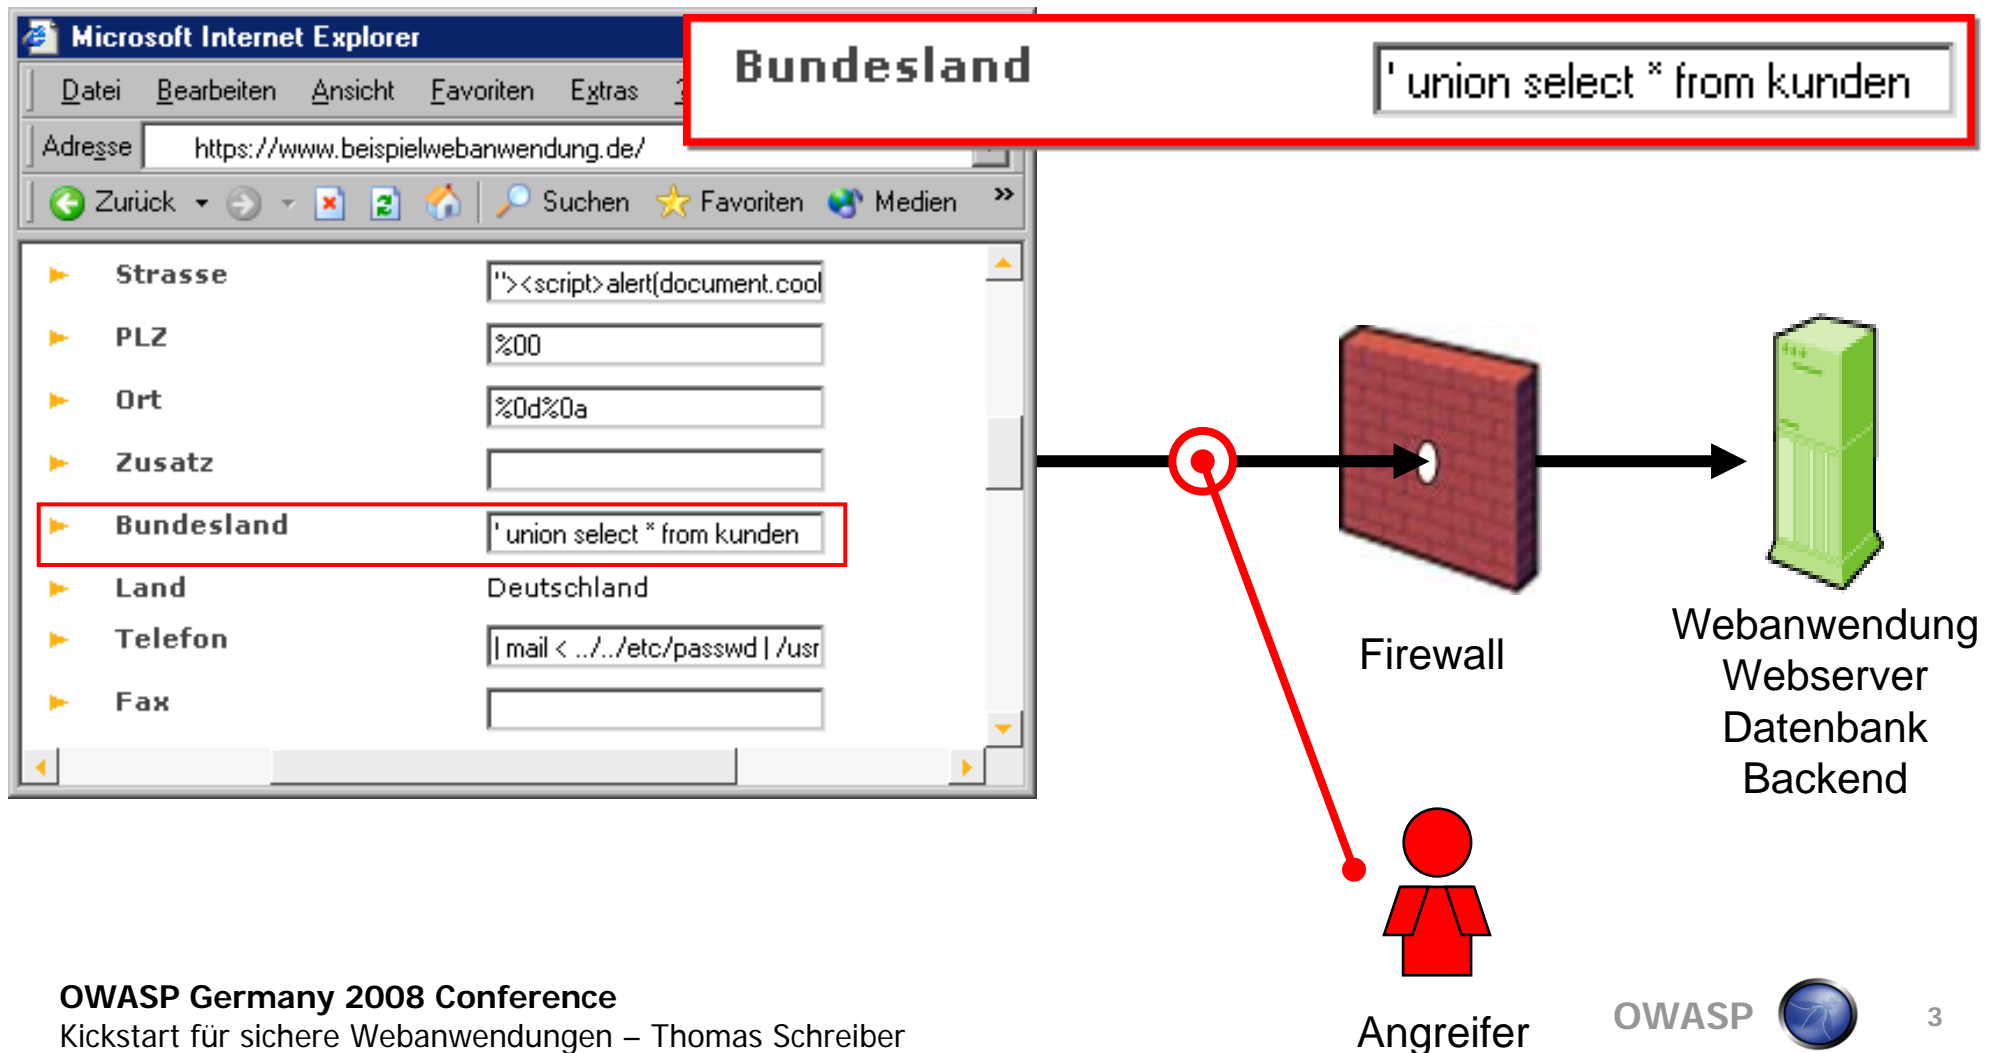 Microsoft Internet Explorer
Datei Bearbeiten Ansicht Favoriten Extras
Adresse https://www.beispielwebanwendung.de/
Zurück Suchen Favoriten Medien »
Bundesland ' union select * from kunden
Strasse "><script>alert(document.cool
PLZ %00
Ort %0d%0a
Zusatz
Bundesland ' union select * from kunden
Land Deutschland
Telefon | mail < ../../etc/passwd | /usr
Fax
Firewall
Webanwendung
Webserver
Datenbank
Backend
Angreifer
OWASP Germany 2008 Conference
Kickstart für sichere Webanwendungen – Thomas Schreiber
OWASP 3